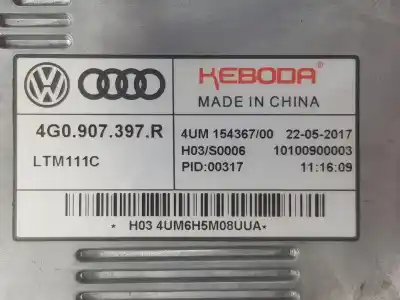 KEBODA
MADE IN CHINA
4G0.907.397.R
4UM 154367/00 22-05-2017
LTM111C
H03/S0006 10100900003
PID:00317 11:16:09
* H03 4UM6H5M08UUA*